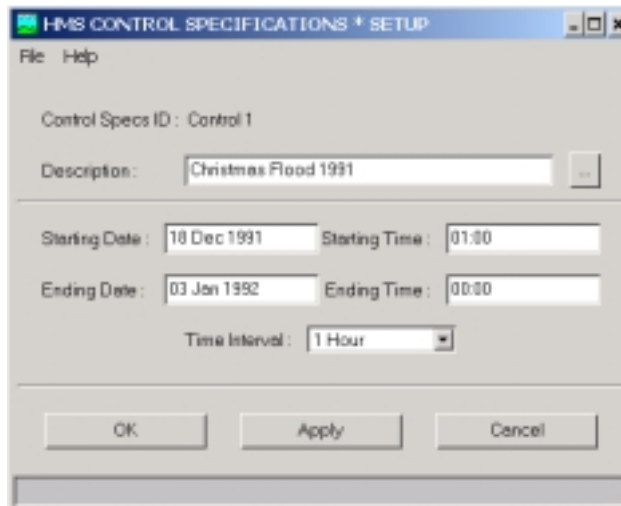 HMS CONTROL SPECIFICATIONS * SETUP
File Help
Control Specs ID : Control 1
Description : Christmas Flood 1991 ...
Starting Date : 18 Dec 1991 Starting Time : 01:00
Ending Date : 03 Jan 1992 Ending Time : 00:00
Time Interval : 1 Hour
OK Apply Cancel